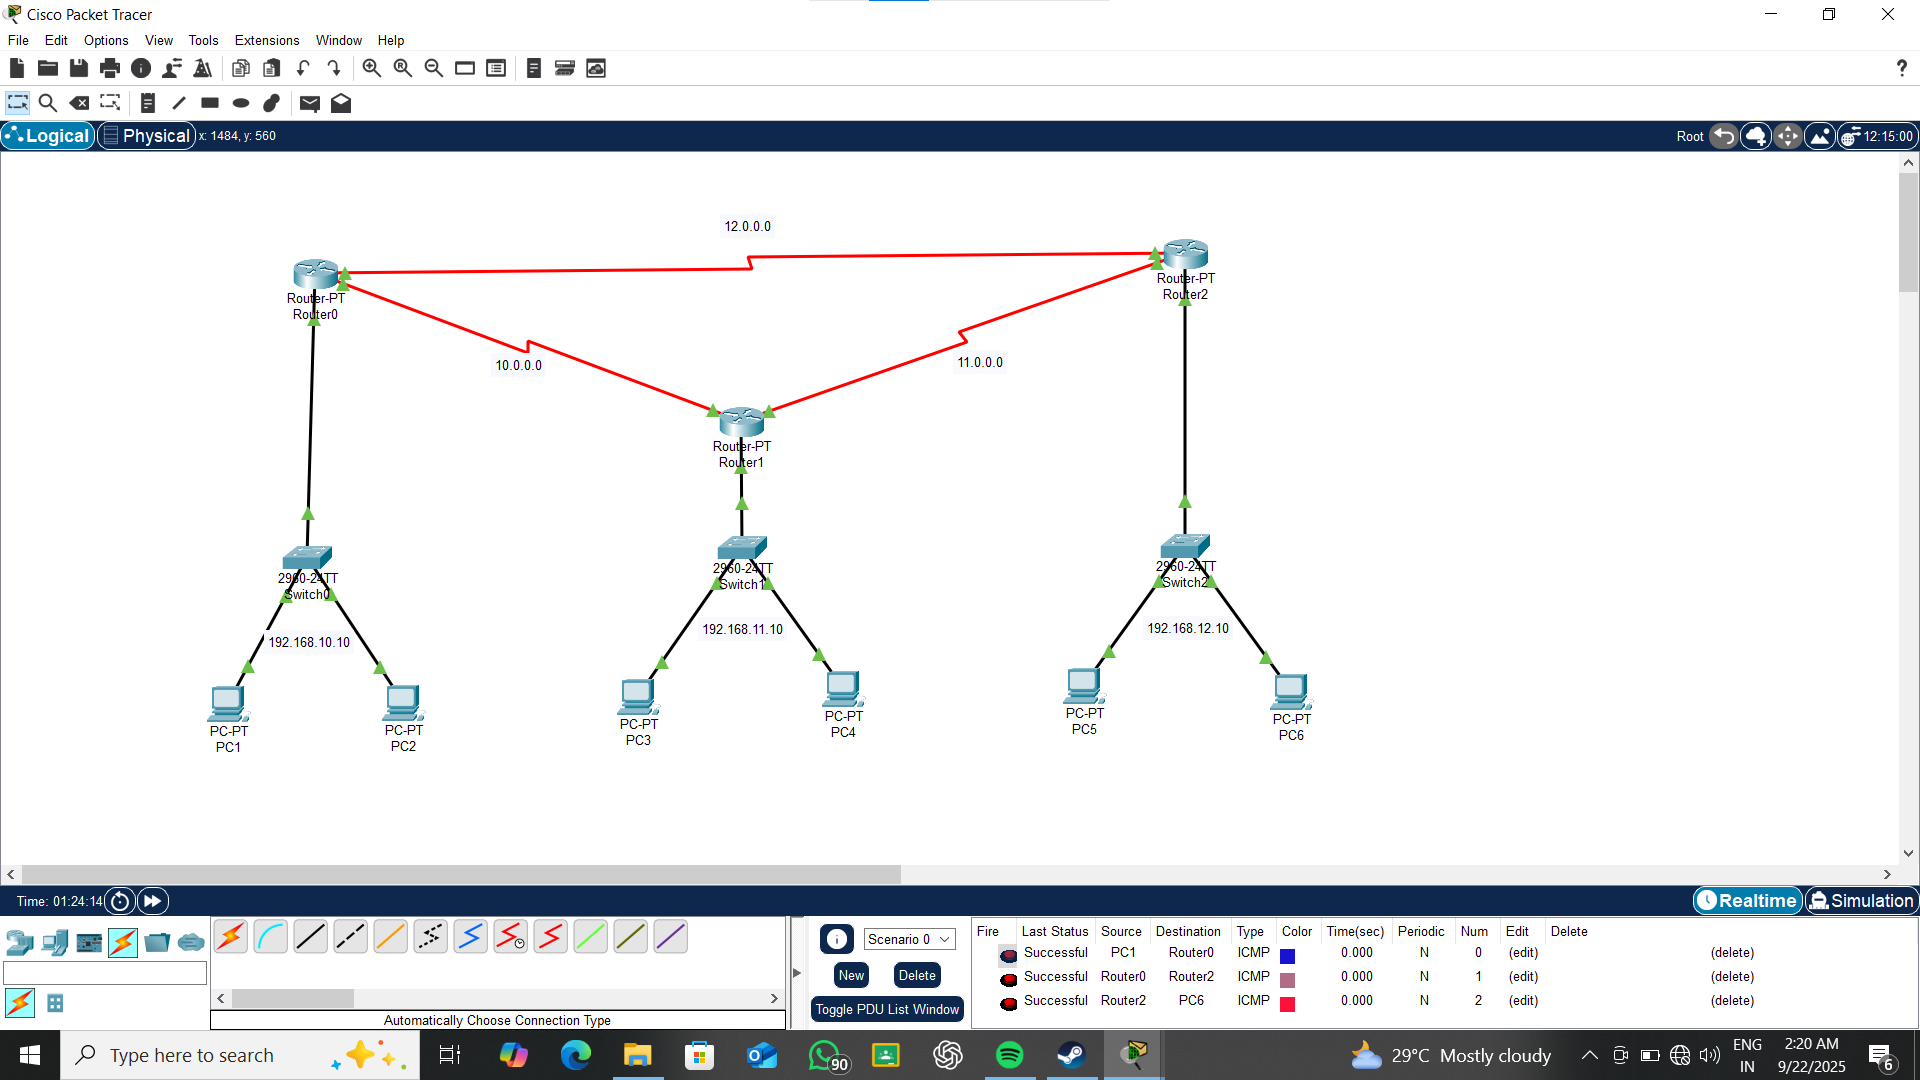 Cisco Packet Tracer
File Edit Options View Tools Extensions Window Help
?
Logical Physical x: 1484, y: 560 Root 12:15:00
12.0.0.0
Router-PT
Router0
Router-PT
Router2
10.0.0.0
11.0.0.0
Router-PT
Router1
2960-24TT
Switch0
2960-24TT
Switch1
2960-24TT
Switch2
192.168.10.10
192.168.11.10
192.168.12.10
PC-PT
PC1
PC-PT
PC2
PC-PT
PC3
PC-PT
PC4
PC-PT
PC5
PC-PT
PC6
Time: 01:24:14 Realtime Simulation
Scenario 0
New Delete
Toggle PDU List Window
Automatically Choose Connection Type
Fire Last Status Source Destination Type Color Time(sec) Periodic Num Edit Delete
Successful PC1 Router0 ICMP 0.000 N 0 (edit) (delete)
Successful Router0 Router2 ICMP 0.000 N 1 (edit) (delete)
Successful Router2 PC6 ICMP 0.000 N 2 (edit) (delete)
Type here to search
90
29°C Mostly cloudy
ENG
IN
2:20 AM
9/22/2025
6